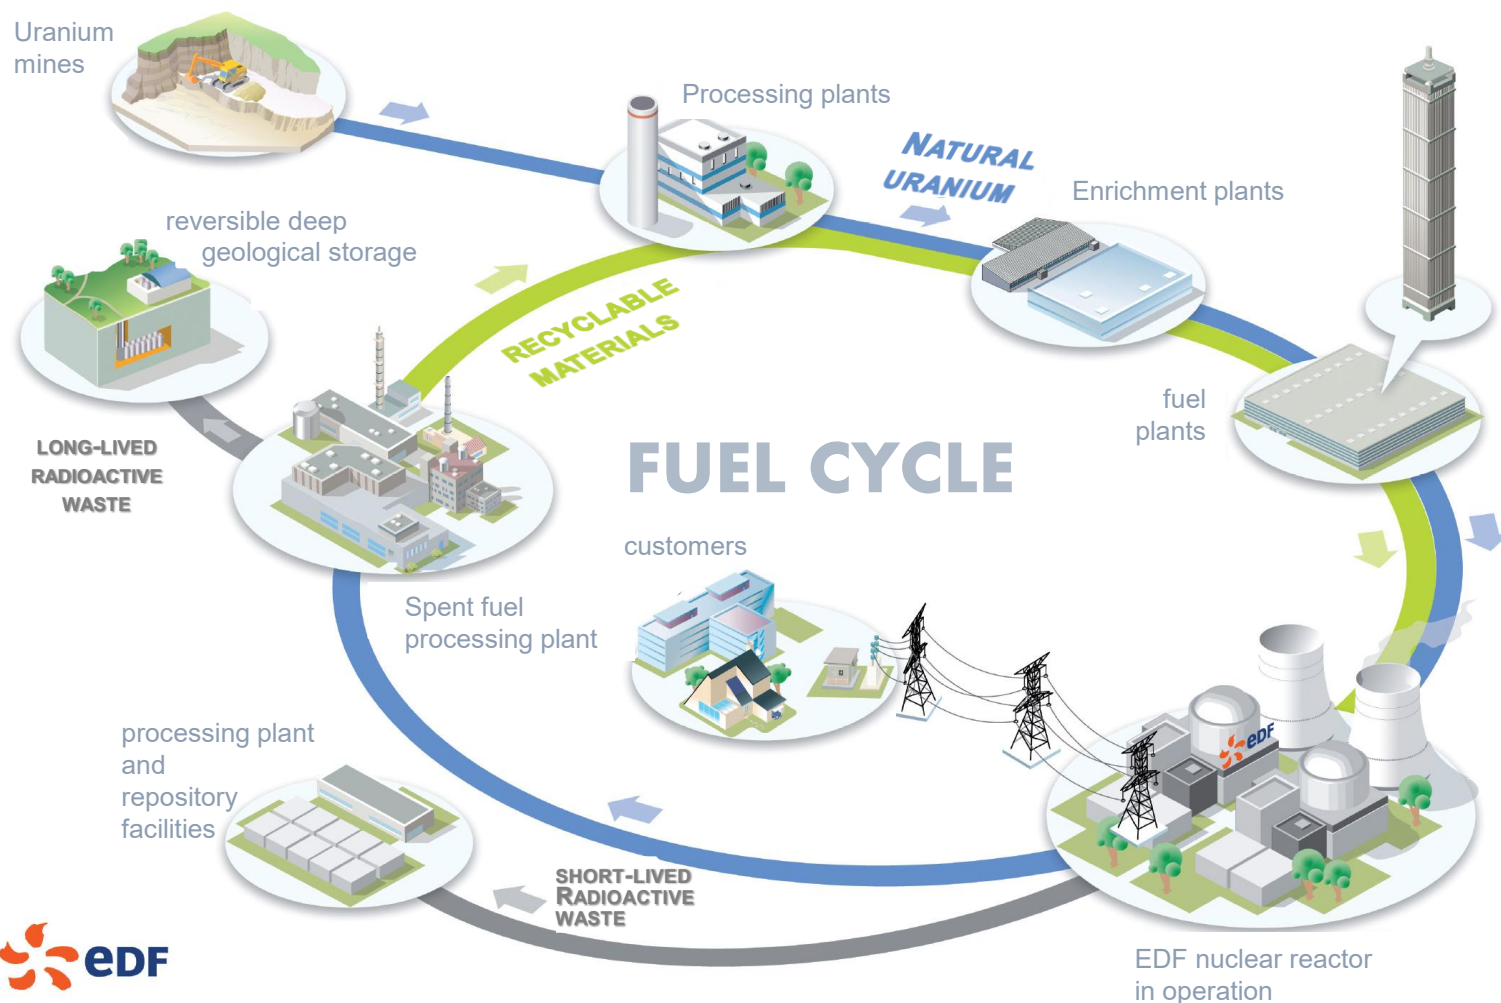 Uranium
mines
Processing plants
NATURAL
URANIUM
Enrichment plants
reversible deep
geological storage
RECYCLABLE
MATERIALS
fuel
plants
LONG-LIVED
RADIOACTIVE
WASTE
FUEL CYCLE
customers
Spent fuel
processing plant
processing plant
and
repository
facilities
eDF
SHORT-LIVED
RADIOACTIVE
WASTE
eDF
EDF nuclear reactor
in operation